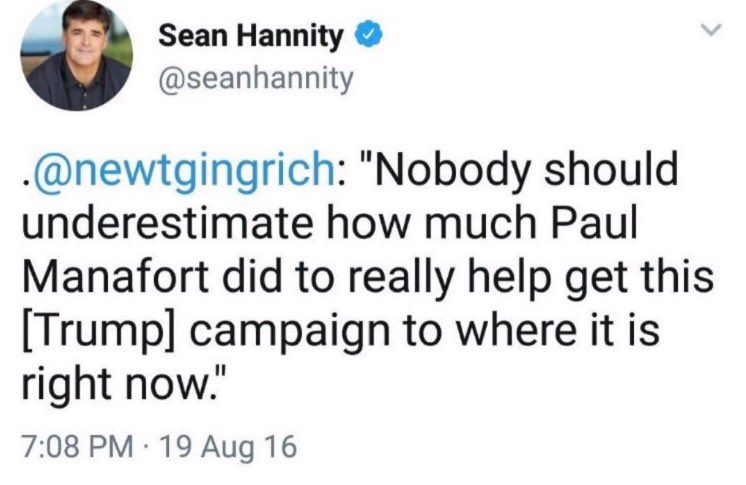 Sean Hannity
@seanhannity
.@newtgingrich: "Nobody should
underestimate how much Paul
Manafort did to really help get this
[Trump] campaign to where it is
right now."
7:08 PM · 19 Aug 16